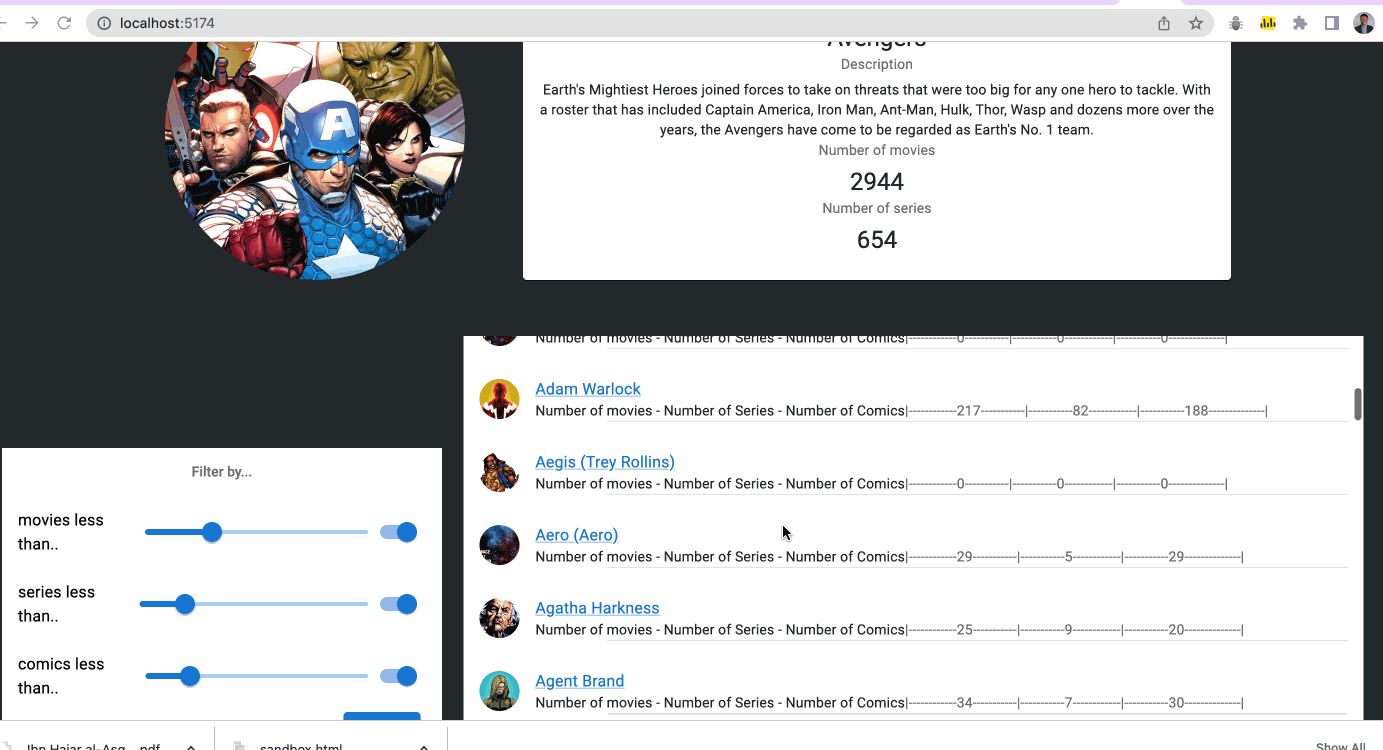 localhost:5174
Avengers
Description
Earth's Mightiest Heroes joined forces to take on threats that were too big for any one hero to tackle. With
a roster that has included Captain America, Iron Man, Ant-Man, Hulk, Thor, Wasp and dozens more over the
years, the Avengers have come to be regarded as Earth's No. 1 team.
Number of movies
2944
Number of series
654
Number of movies - Number of Series - Number of Comics|-----------0----------|----------0-----------|----------0-------------|
Adam Warlock
Number of movies - Number of Series - Number of Comics|-----------217----------|----------82-----------|----------188-------------|
Aegis (Trey Rollins)
Number of movies - Number of Series - Number of Comics|-----------0----------|----------0-----------|----------0-------------|
Aero (Aero)
Number of movies - Number of Series - Number of Comics|-----------29----------|----------5-----------|----------29-------------|
Agatha Harkness
Number of movies - Number of Series - Number of Comics|-----------25----------|----------9-----------|----------20-------------|
Agent Brand
Number of movies - Number of Series - Number of Comics|-----------34----------|----------7-----------|----------30-------------|
Filter by...
movies less
than..
series less
than..
comics less
than..
Ibn Hajar al-Asq....pdf
sandbox.html
Show All
A